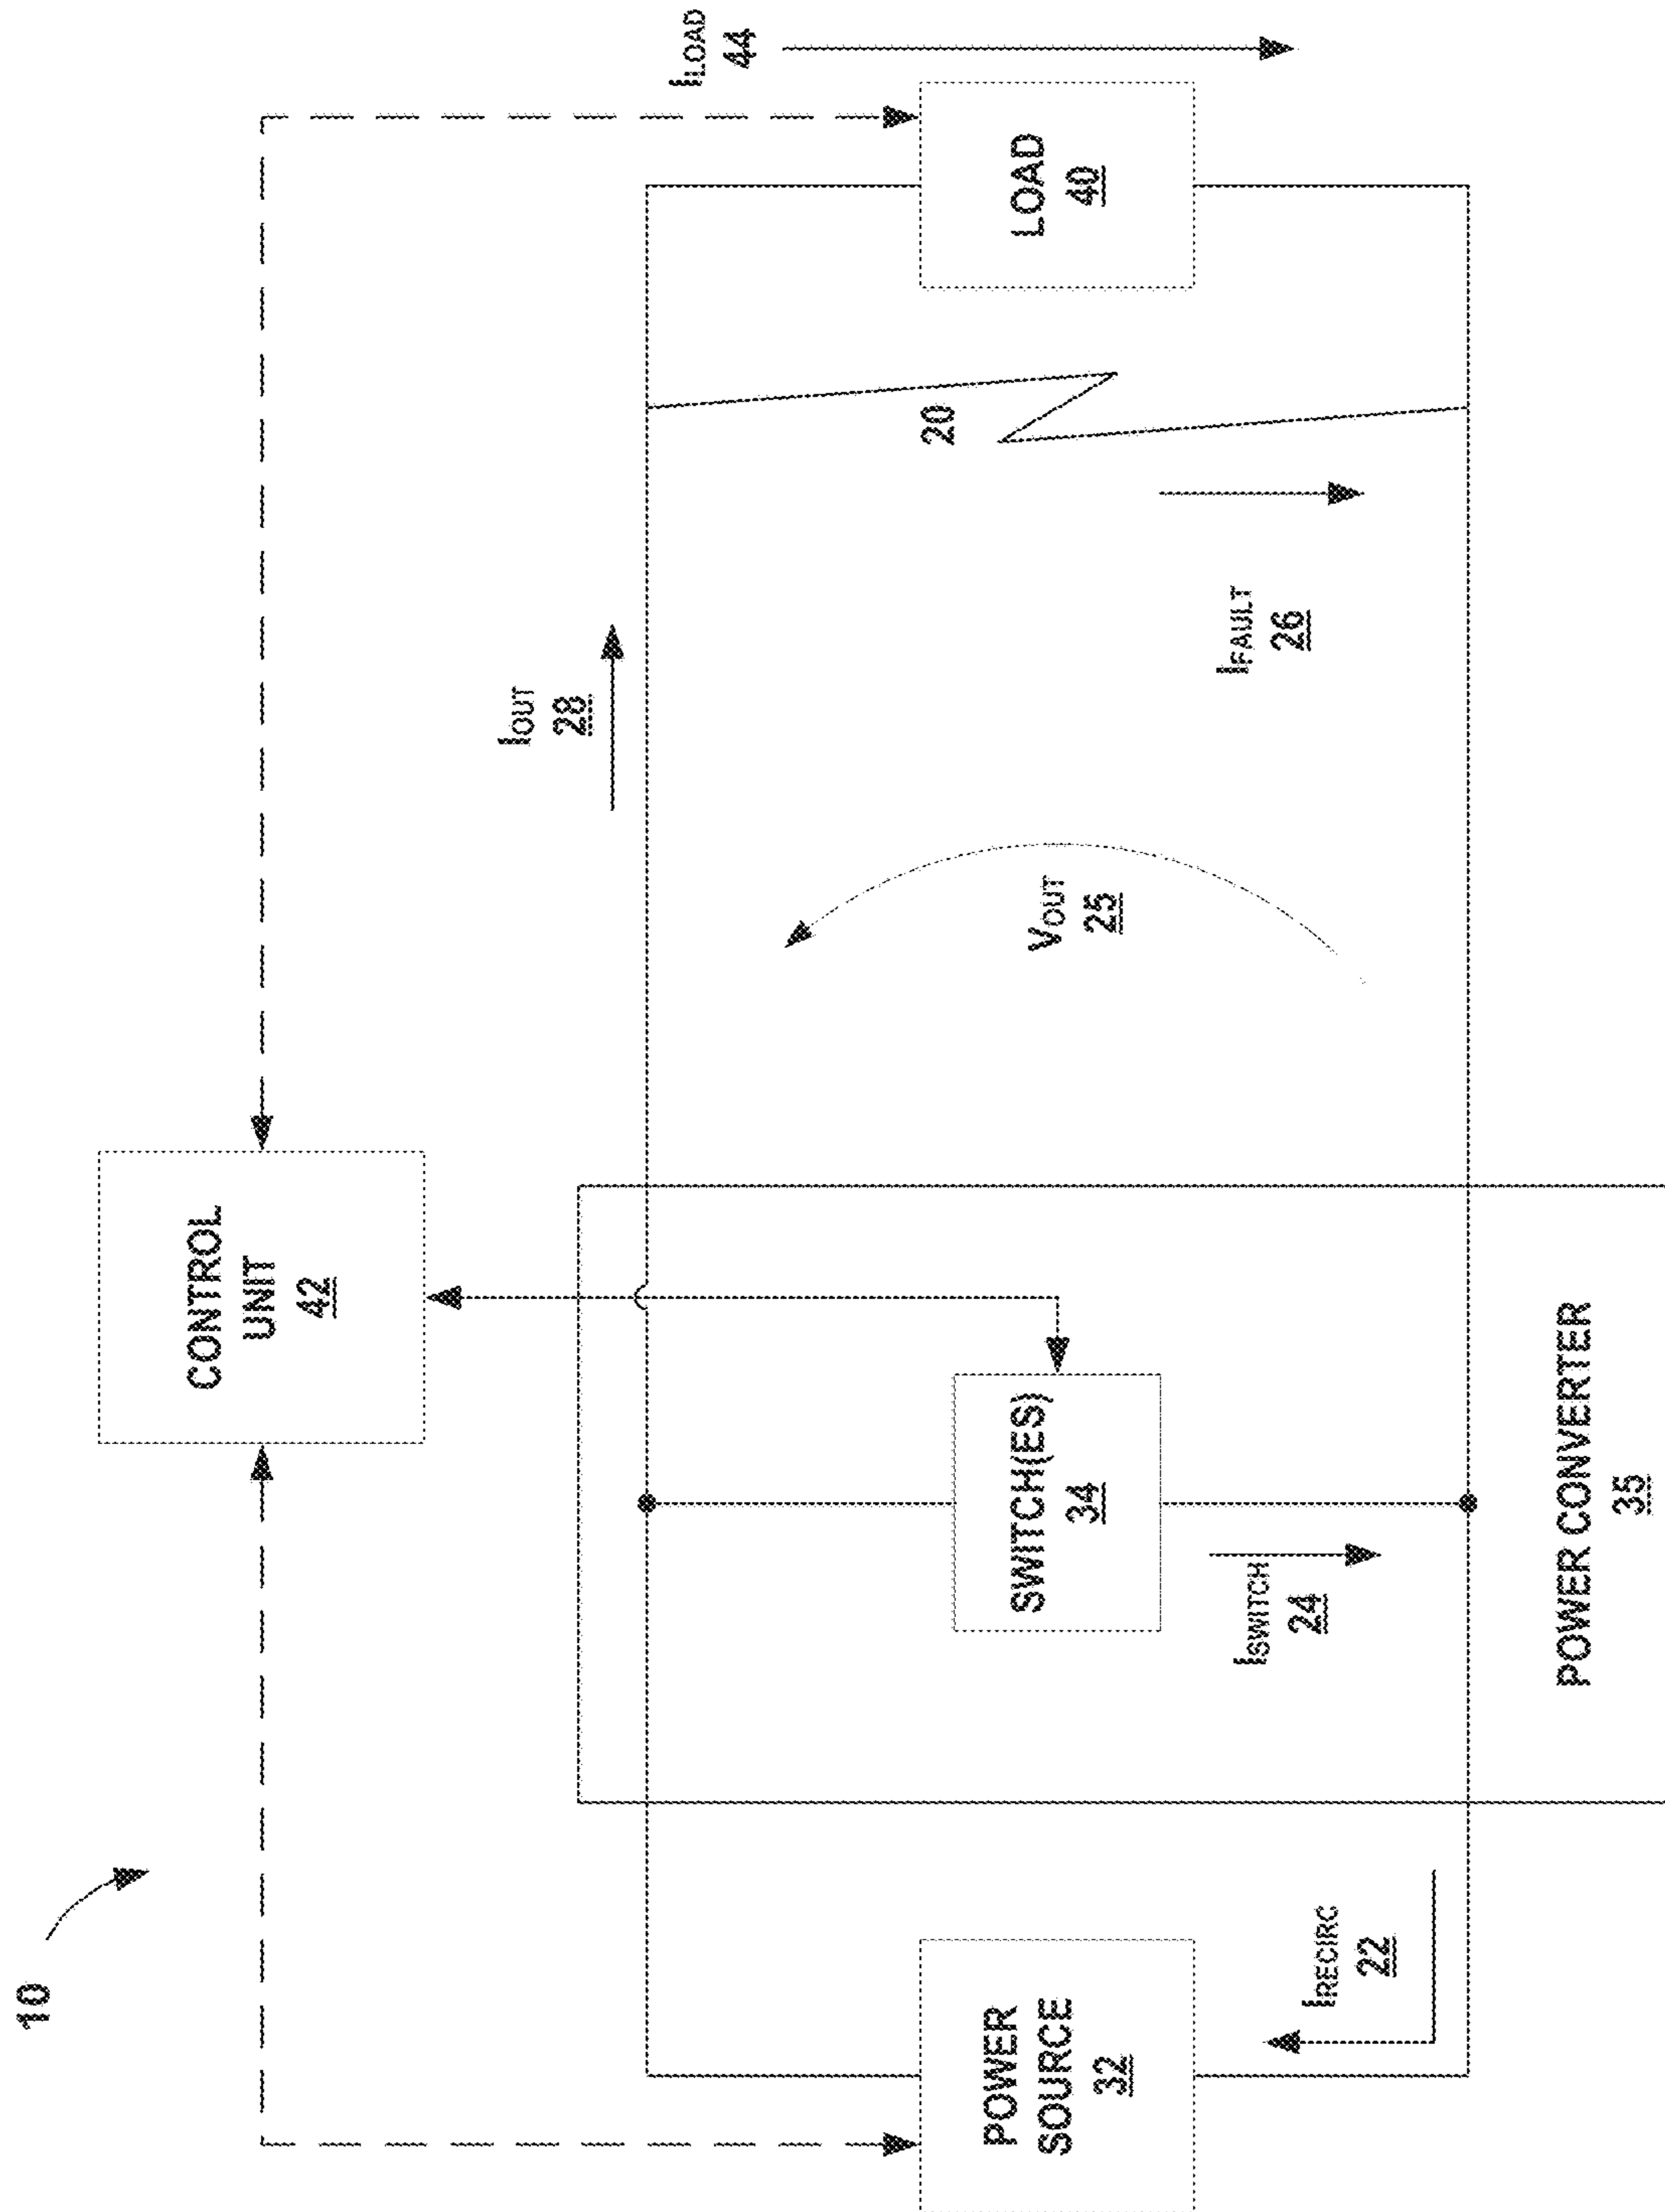 10
CONTROL
UNIT
42
IOUT
28
ILOAD
44
POWER
SOURCE
32
SWITCH(ES)
34
VOUT
25
20
LOAD
40
IRECIRC
22
ISWITCH
24
IFAULT
26
POWER CONVERTER
35